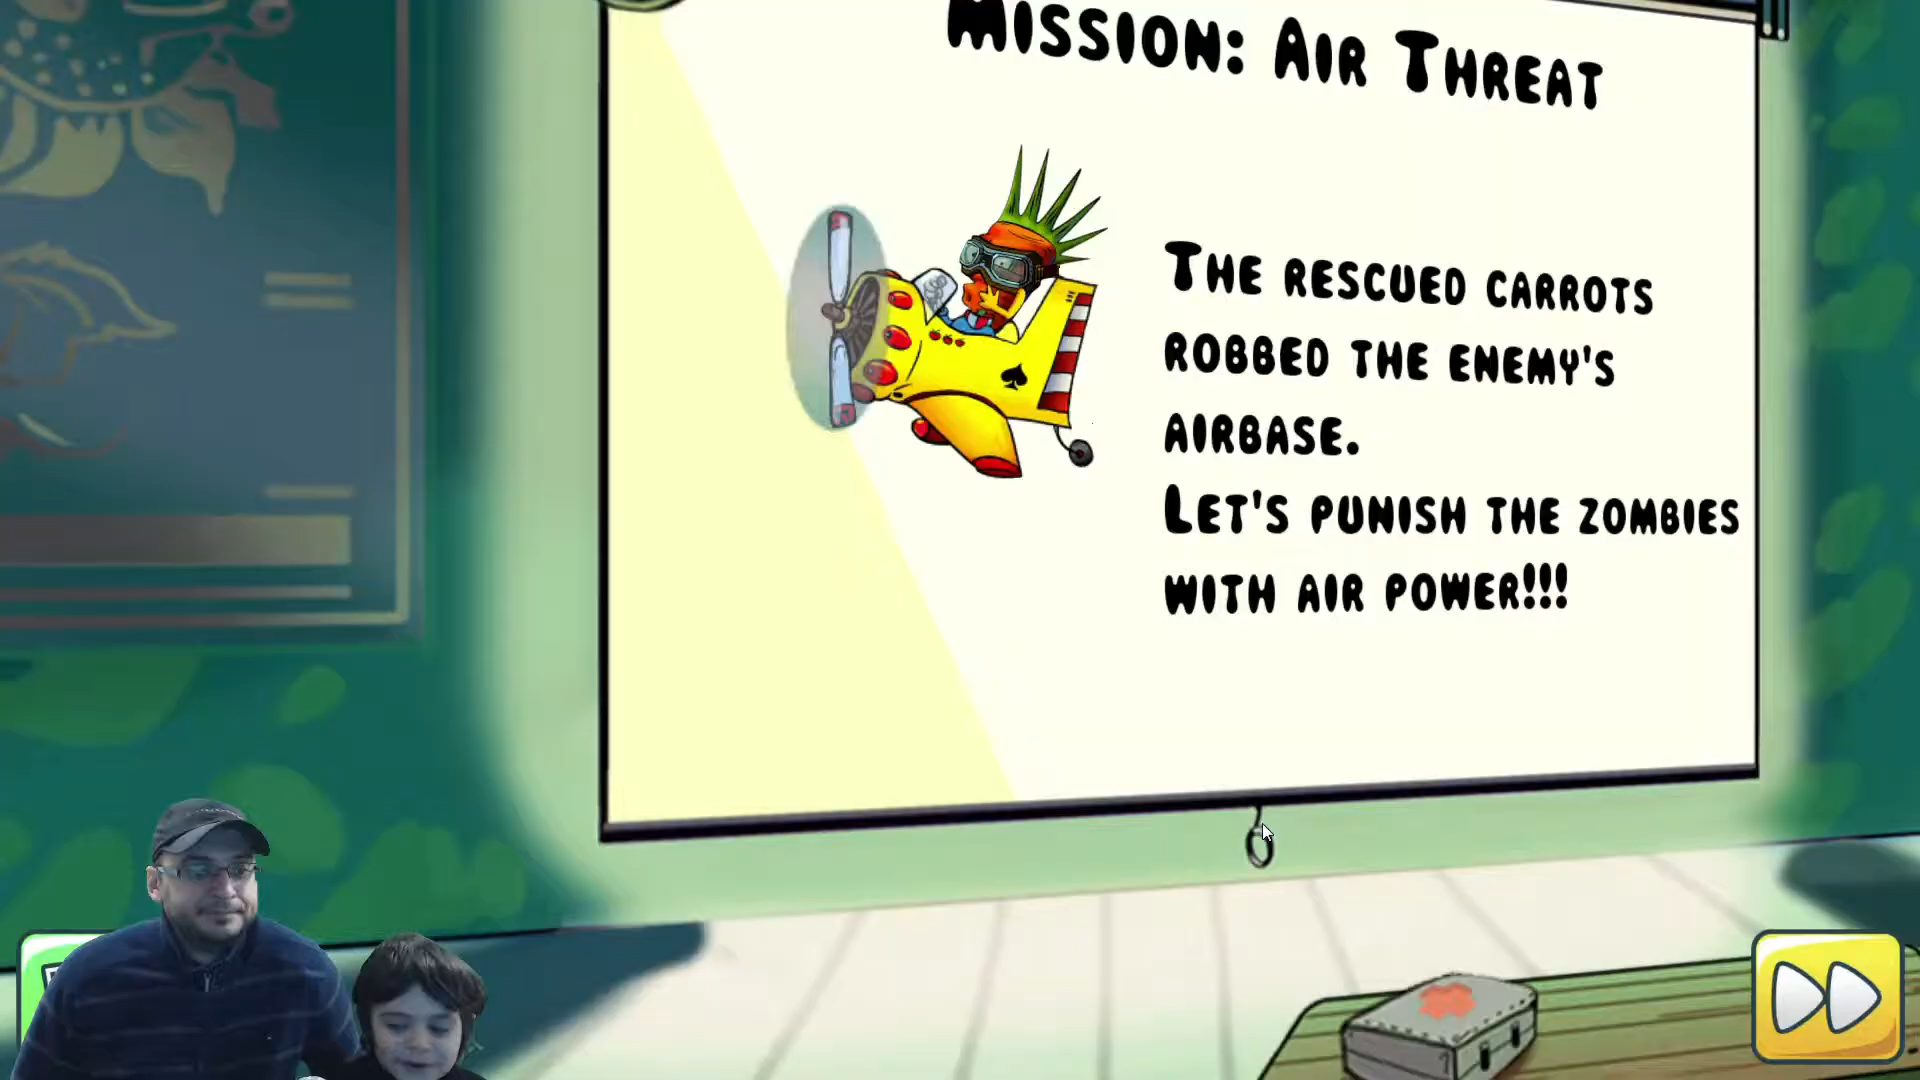 MISSION: AIR THREAT
THE RESCUED CARROTS
ROBBED THE ENEMY'S
AIRBASE.
LET'S PUNISH THE ZOMBIES
WITH AIR POWER!!!